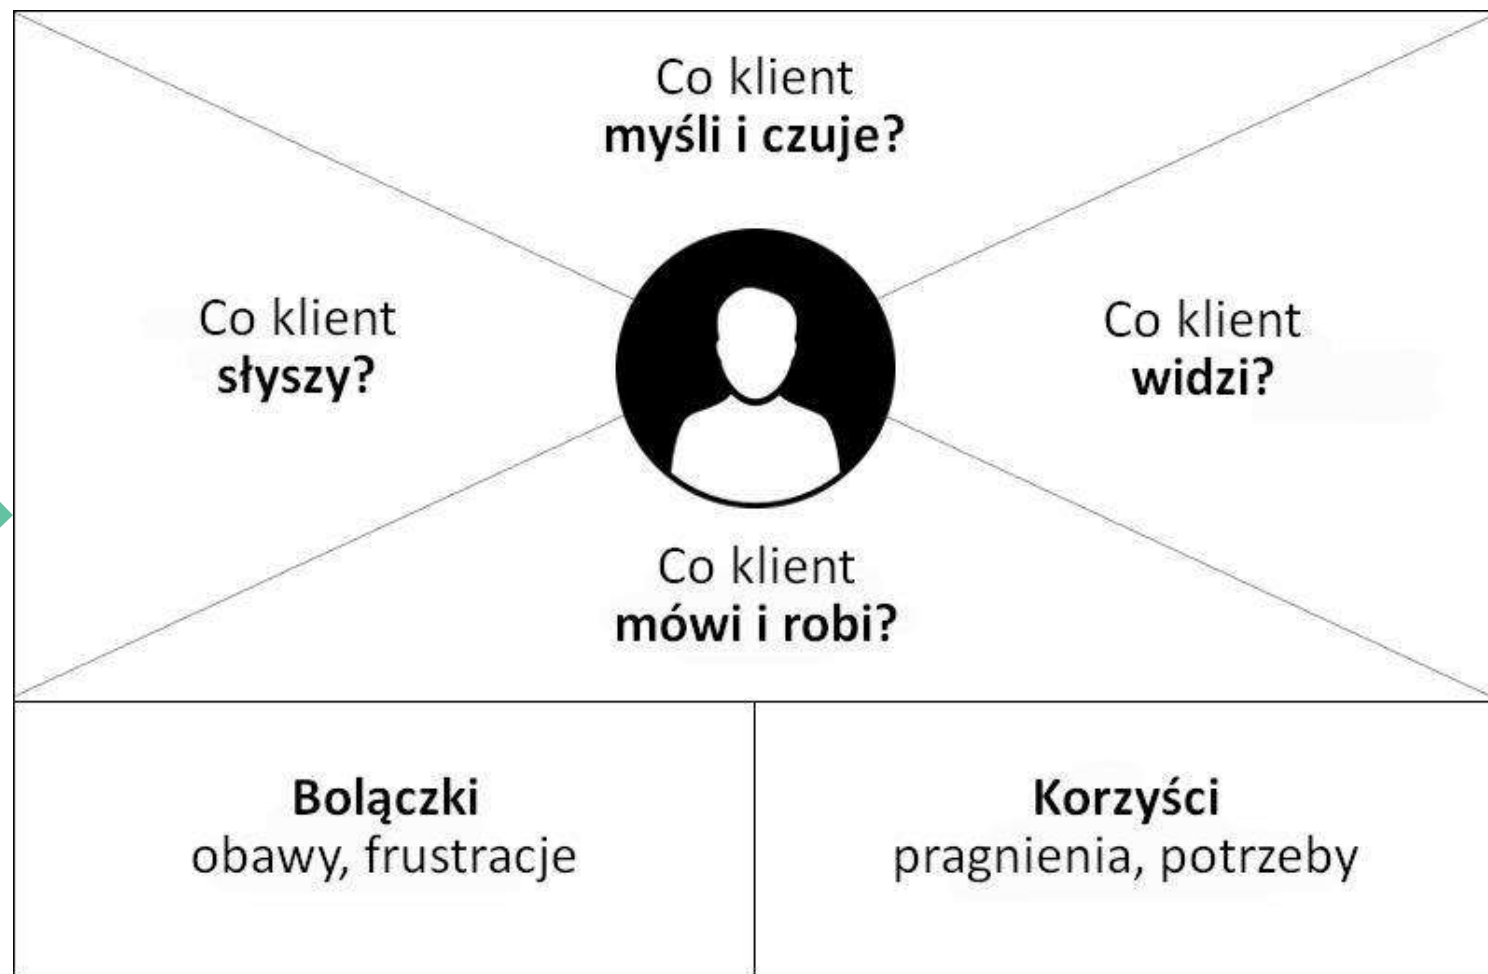 Co klient
myśli i czuje?
Co klient
słyszy?
Co klient
widzi?
Co klient
mówi i robi?
Bolączki
obawy, frustracje
Korzyści
pragnienia, potrzeby